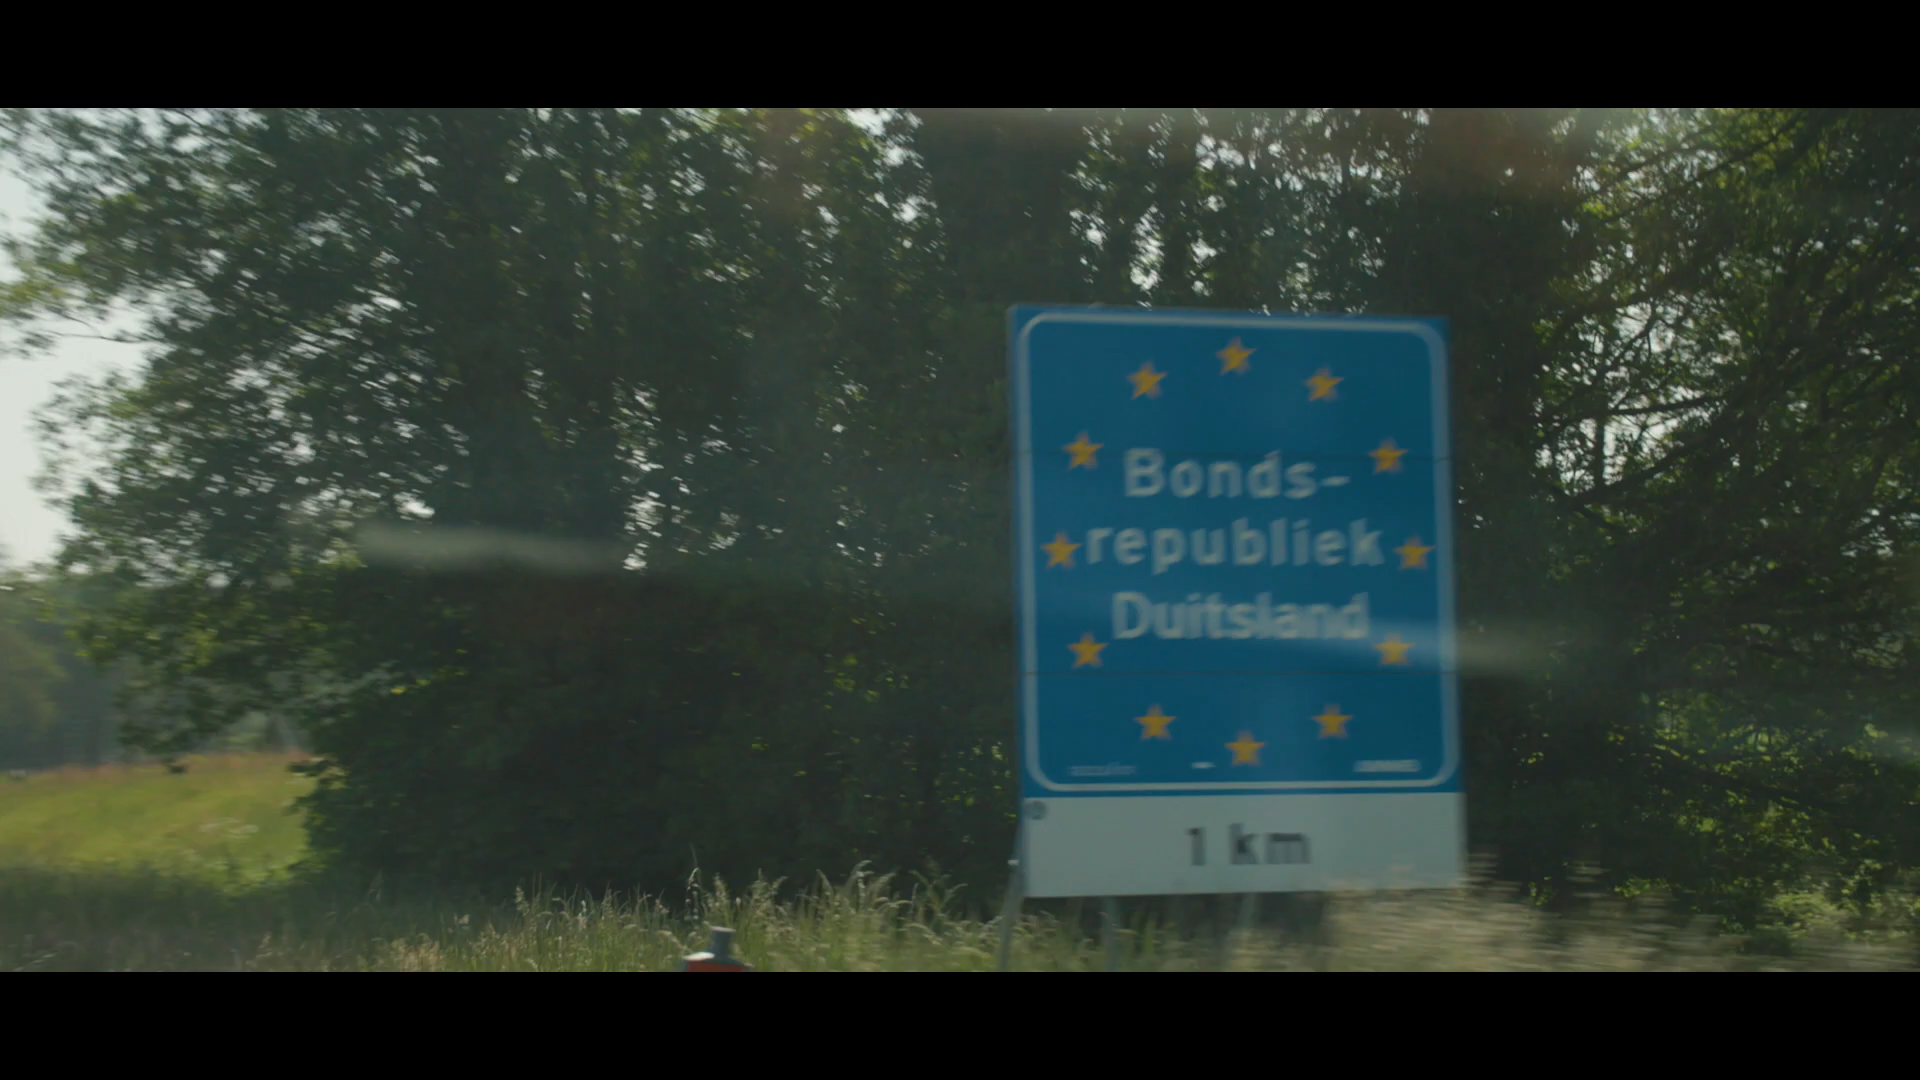 Bonds-
republiek
Duitsland
1 km